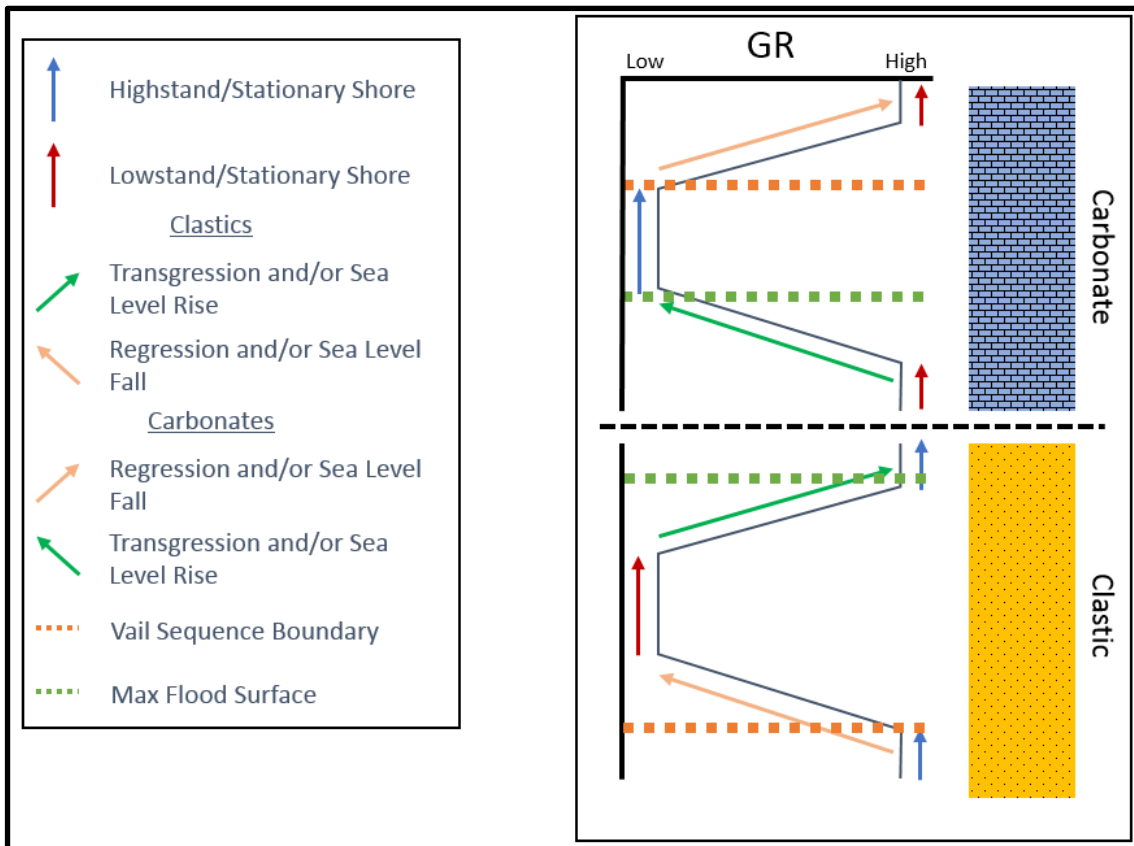 Highstand/Stationary Shore
Lowstand/Stationary Shore
Clastics
Transgression and/or Sea
Level Rise
Regression and/or Sea Level
Fall
Carbonates
Regression and/or Sea Level
Fall
Transgression and/or Sea
Level Rise
Vail Sequence Boundary
Max Flood Surface
GR
Low
High
Carbonate
Clastic